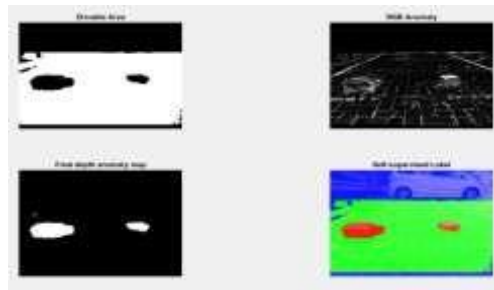 Drivable Area
RGB Anomaly
Final depth anomaly map
Self-supervised Label